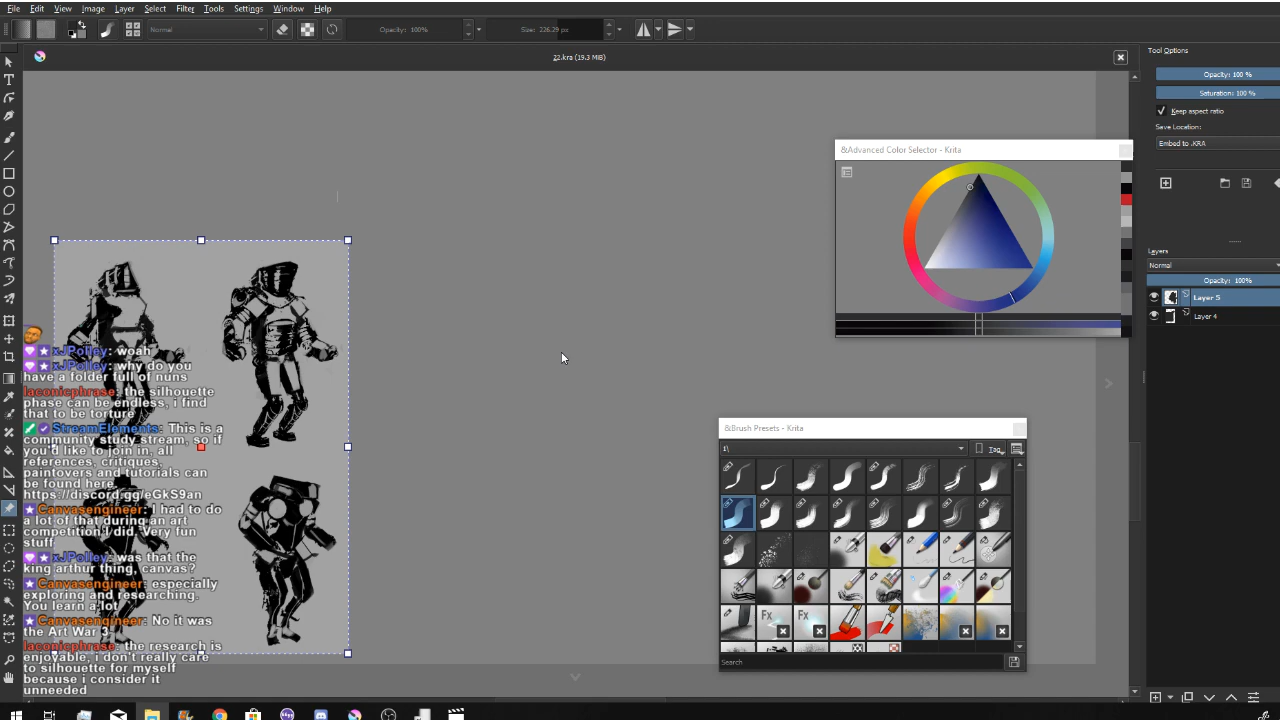 File Edit View Image Layer Select Filter Tools Settings Window Help
Normal
Opacity: 100%
Size: 226.29 px
22.kra (19.3 MiB)
Tool Options
Opacity: 100 %
Saturation: 100 %
Keep aspect ratio
Save Location:
Embed to .KRA
&Advanced Color Selector - Krita
Layers
Normal
Opacity: 100%
Layer 5
Layer 4
&Brush Presets - Krita
1\
Tag
Fx
Fx
Search
xJPolley: woah
xJPolley: why do you
have a folder full of nuns
laconicphrase: the silhouette
phase can be endless, i find
that to be torture
StreamElements: This is a
community study stream, so if
you'd like to join in, all
references, critiques,
paintovers and tutorials can
be found here.
https://discord.gg/eGkS9an
Canvasengineer: I had to do
a lot of that during an art
competition I did. Very fun
stuff
xJPolley: was that the
king arthur thing, canvas?
Canvasengineer: especially
exploring and researching.
You learn a lot
Canvasengineer: No it was
the Art War 3
laconicphrase: the research is
enjoyable, i don't really care
to silhouette for myself
because i consider it
unneeded